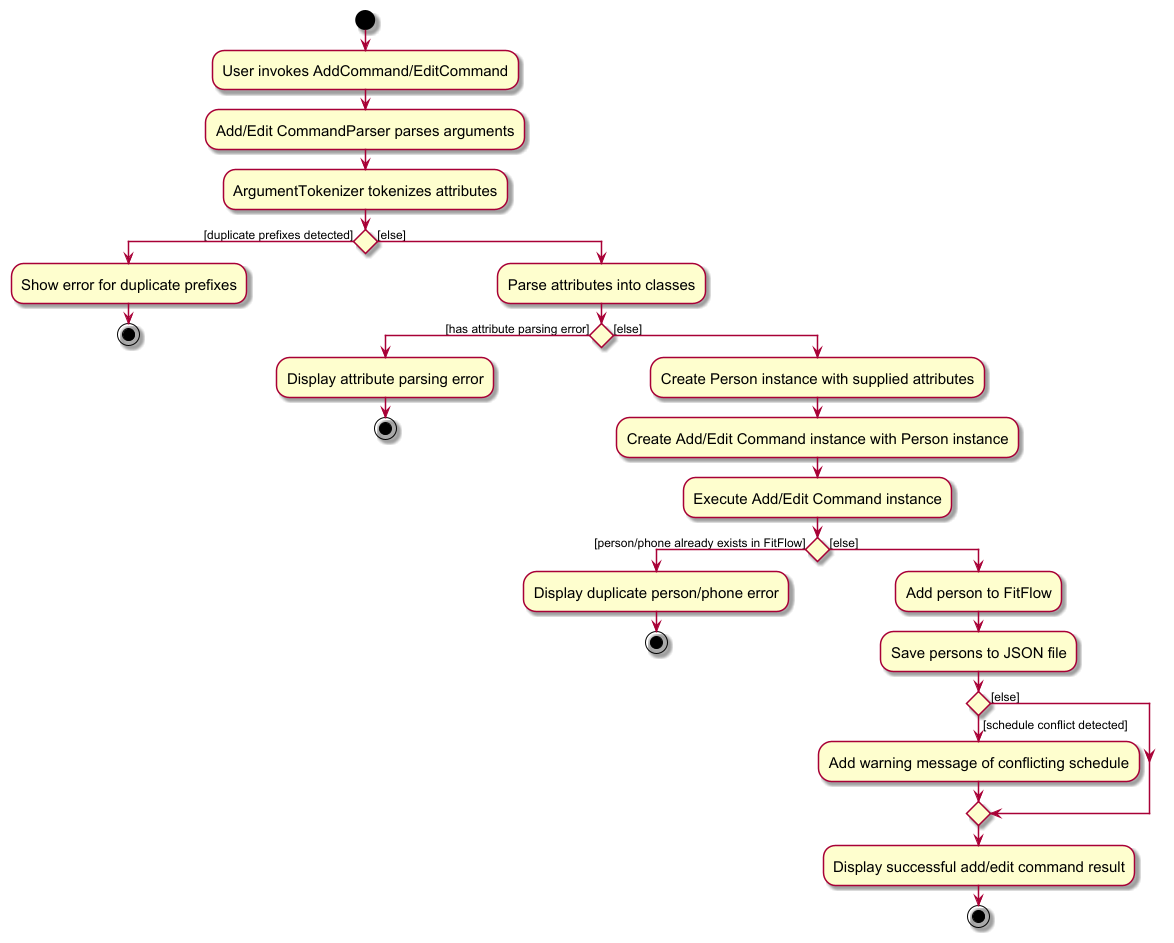 User invokes AddCommand/EditCommand
Add/Edit CommandParser parses arguments
ArgumentTokenizer tokenizes attributes
[duplicate prefixes detected]
[else]
Show error for duplicate prefixes
Parse attributes into classes
[has attribute parsing error]
[else]
Display attribute parsing error
Create Person instance with supplied attributes
Create Add/Edit Command instance with Person instance
Execute Add/Edit Command instance
[person/phone already exists in FitFlow]
[else]
Display duplicate person/phone error
Add person to FitFlow
Save persons to JSON file
[else]
[schedule conflict detected]
Add warning message of conflicting schedule
Display successful add/edit command result